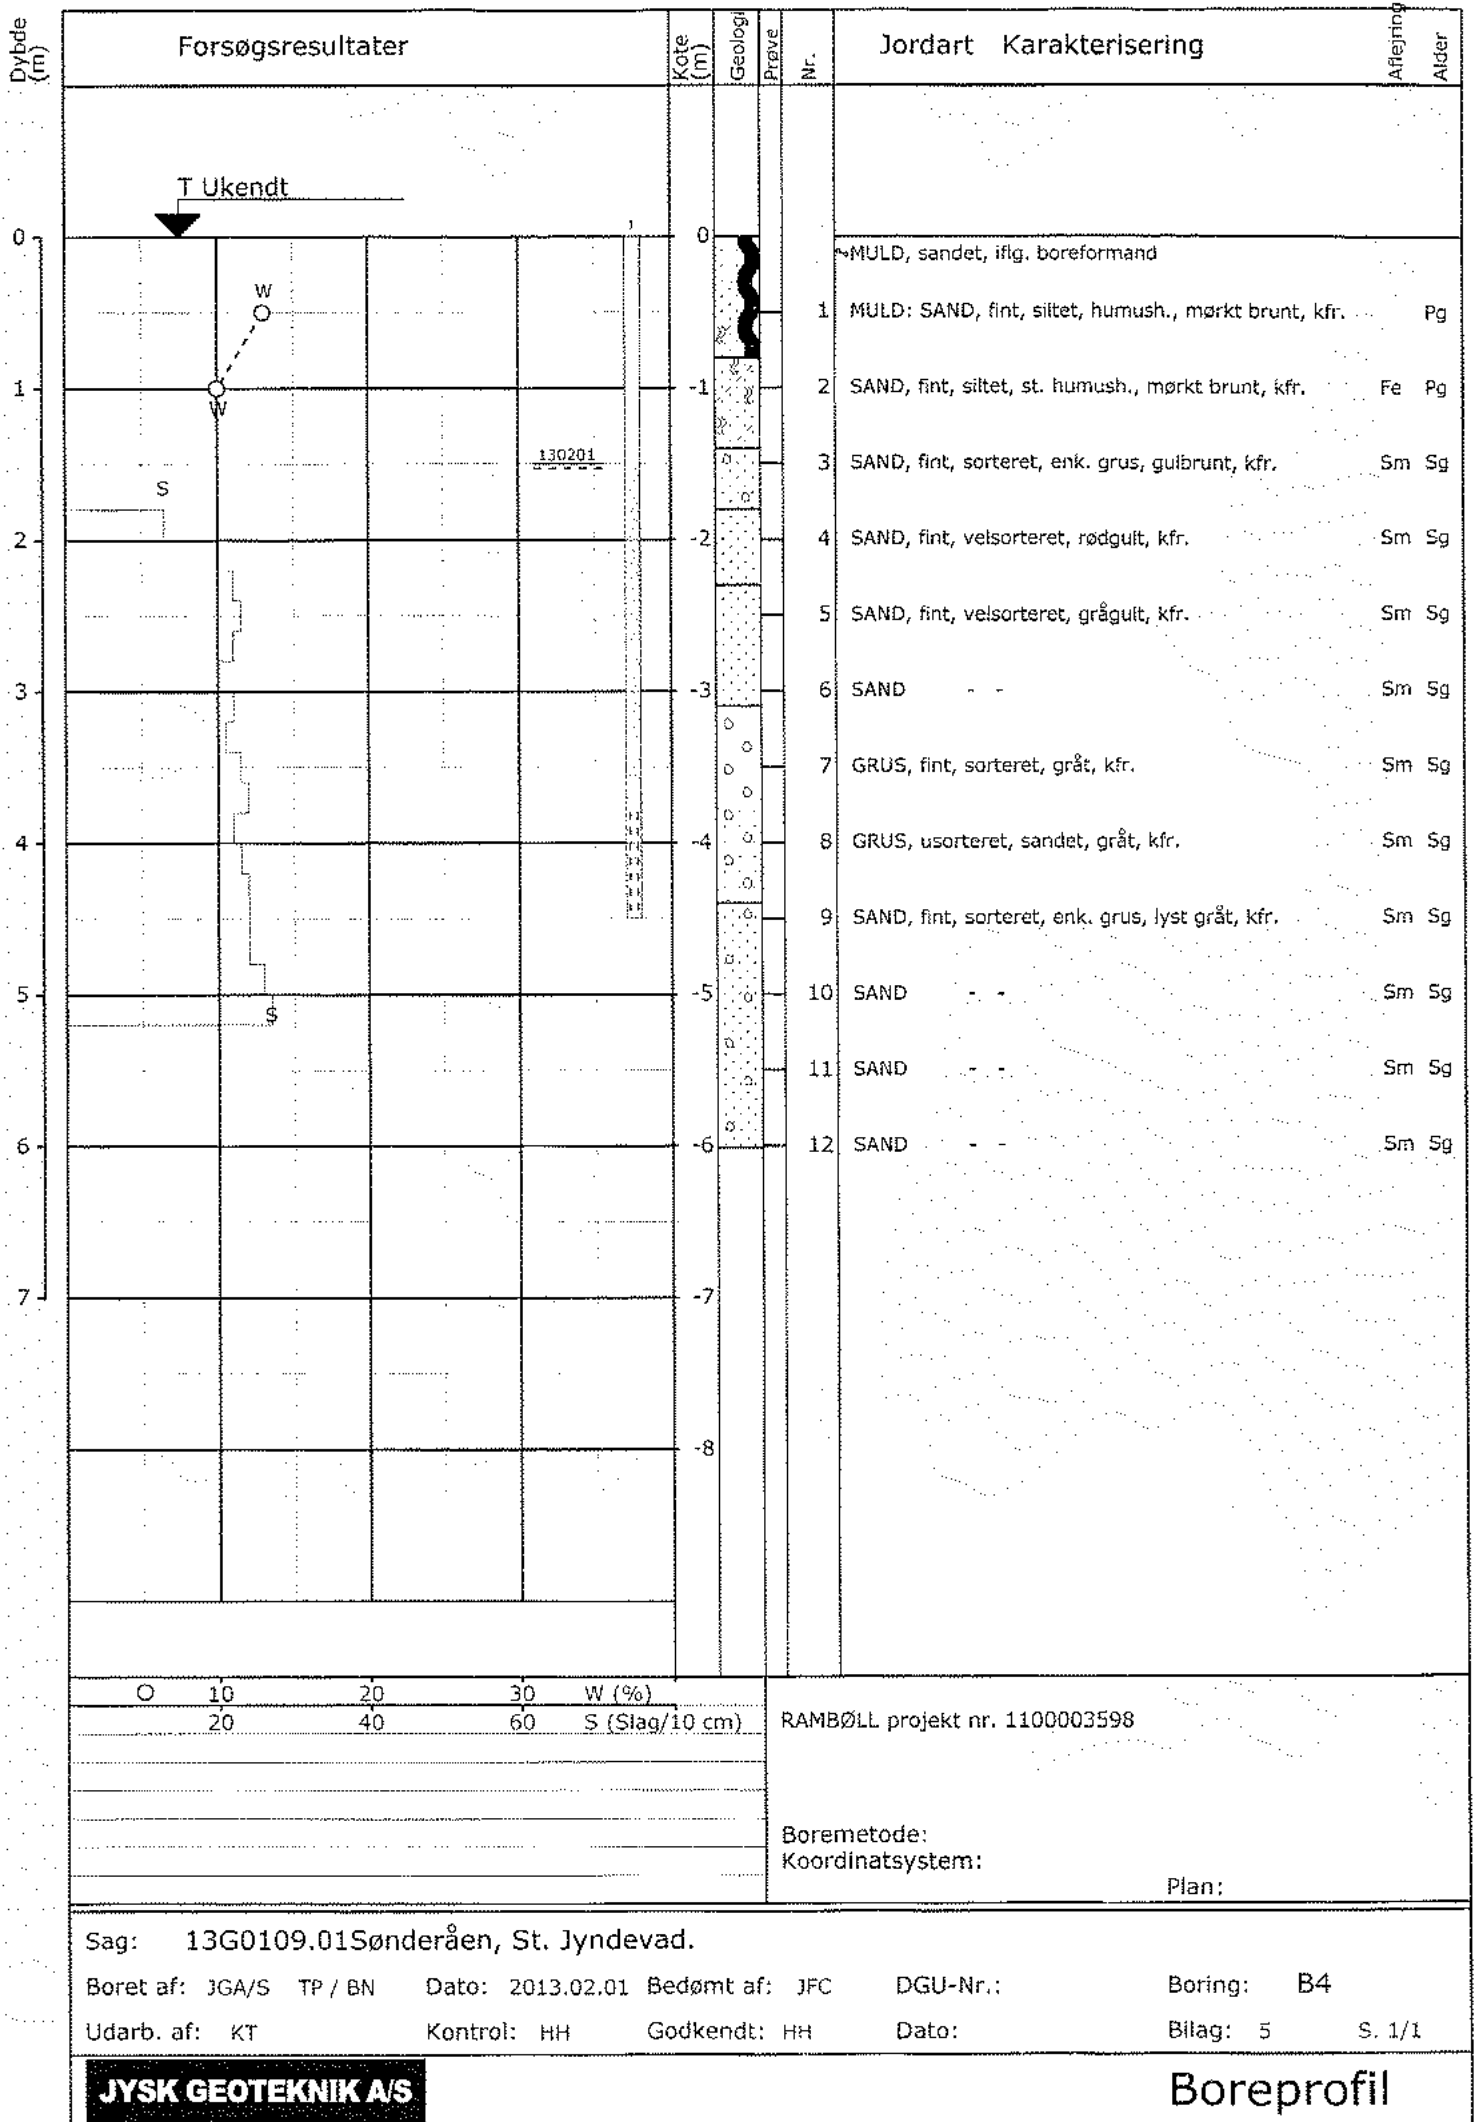 Dybde (m) Forsøgsresultater Kote (m) Geologi Prøve Nr. Jordart Karakterisering Aflejring Alder
T Ukendt
0 0
MULD, sandet, iflg. boreformand
W
1 MULD: SAND, fint, siltet, humush., mørkt brunt, kfr. Pg
1 -1 2 SAND, fint, siltet, st. humush., mørkt brunt, kfr. Fe Pg
W
130201 3 SAND, fint, sorteret, enk. grus, gulbrunt, kfr. Sm Sg
S
2 -2 4 SAND, fint, velsorteret, rødgult, kfr. Sm Sg
5 SAND, fint, velsorteret, grågult, kfr. Sm Sg
3 -3 6 SAND - - Sm Sg
7 GRUS, fint, sorteret, gråt, kfr. Sm Sg
4 -4 8 GRUS, usorteret, sandet, gråt, kfr. Sm Sg
9 SAND, fint, sorteret, enk. grus, lyst gråt, kfr. Sm Sg
5 -5 10 SAND - - Sm Sg
S
11 SAND - - Sm Sg
6 -6 12 SAND - - Sm Sg
7 -7
-8
O 10 20 30 W (%)
20 40 60 S (Slag/10 cm)
RAMBØLL projekt nr. 1100003598
Boremetode:
Koordinatsystem:
Plan:
Sag: 13G0109.01Sønderåen, St. Jyndevad.
Boret af: JGA/S TP / BN Dato: 2013.02.01 Bedømt af: JFC DGU-Nr.: Boring: B4
Udarb. af: KT Kontrol: HH Godkendt: HH Dato: Bilag: 5 S. 1/1
JYSK GEOTEKNIK A/S Boreprofil